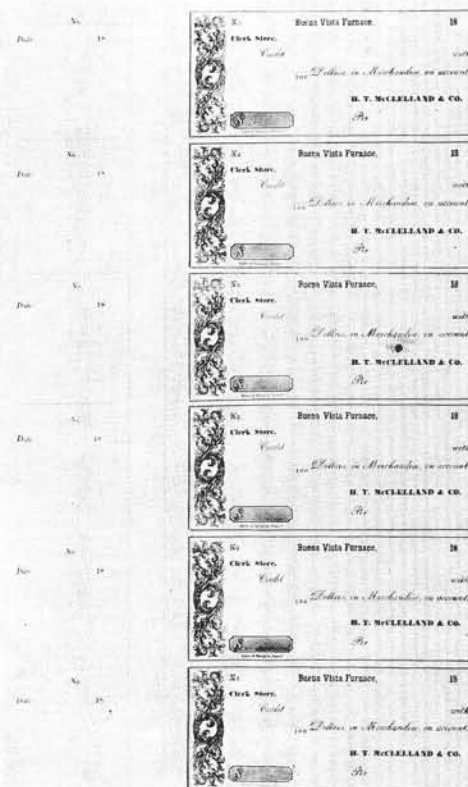 No. Buena Vista Furnace, 18
No.
Date 18
Clerk Store.
Credit with
100 Dollars, in Merchandise, on account
H. T. McCLELLAND & CO.
$ Per
No. Buena Vista Furnace, 18
No.
Date 18
Clerk Store.
Credit with
100 Dollars, in Merchandise, on account
H. T. McCLELLAND & CO.
$ Per
No. Buena Vista Furnace, 18
No.
Date 18
Clerk Store.
Credit with
100 Dollars, in Merchandise, on account
H. T. McCLELLAND & CO.
$ Per
No. Buena Vista Furnace, 18
No.
Date 18
Clerk Store.
Credit with
100 Dollars, in Merchandise, on account
H. T. McCLELLAND & CO.
$ Per
No. Buena Vista Furnace, 18
No.
Date 18
Clerk Store.
Credit with
100 Dollars, in Merchandise, on account,
H. T. McCLELLAND & CO.
$ Per
No. Buena Vista Furnace, 18
No.
Date 18
Clerk Store.
Credit with
100 Dollars, in Merchandise, on account,
H. T. McCLELLAND & CO.
$ Per